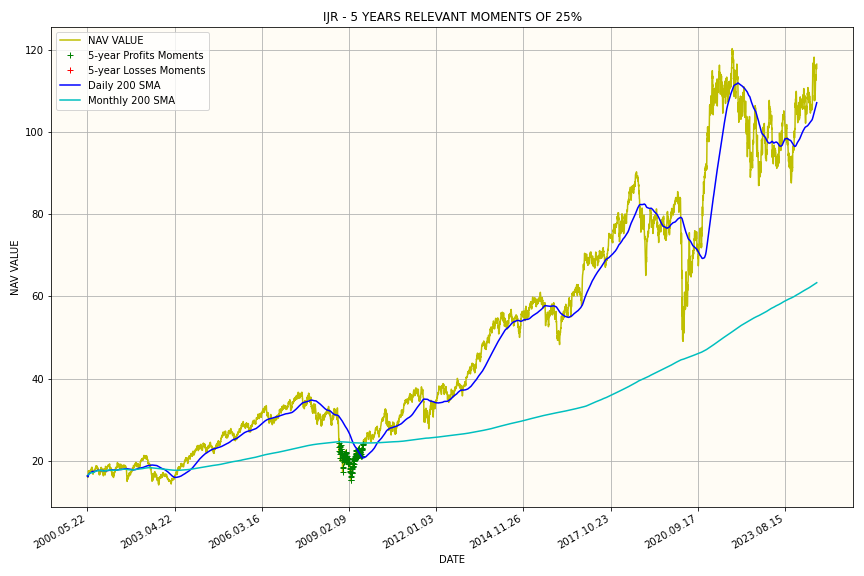 IJR - 5 YEARS RELEVANT MOMENTS OF 25%
NAV VALUE
5-year Profits Moments
5-year Losses Moments
Daily 200 SMA
Monthly 200 SMA
NAV VALUE
120
100
80
60
40
20
2000.05.22
2003.04.22
2006.03.16
2009.02.09
2012.01.03
2014.11.26
2017.10.23
2020.09.17
2023.08.15
DATE